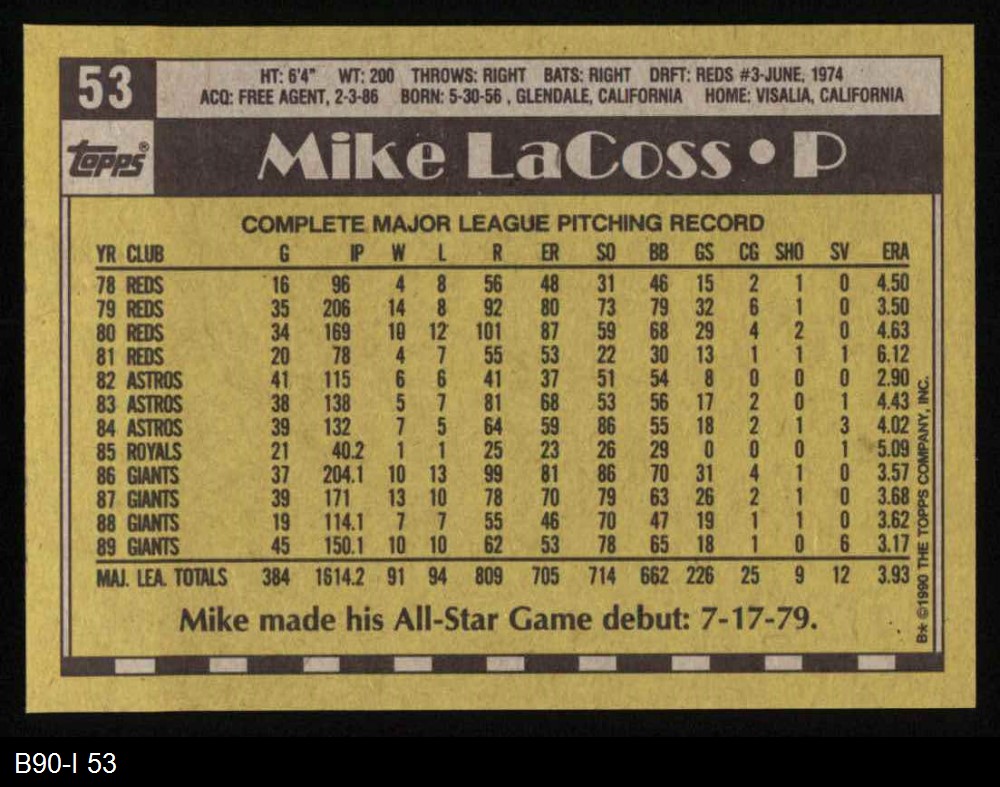 53
HT: 6'4" WT: 200 THROWS: RIGHT BATS: RIGHT DRFT: REDS #3-JUNE, 1974
ACQ: FREE AGENT, 2-3-86 BORN: 5-30-56 , GLENDALE, CALIFORNIA HOME: VISALIA, CALIFORNIA
Topps®
Mike LaCoss • P
COMPLETE MAJOR LEAGUE PITCHING RECORD
YR CLUB G IP W L R ER SO BB GS CG SHO SV ERA
78 REDS 16 96 4 8 56 48 31 46 15 2 1 0 4.50
79 REDS 35 206 14 8 92 80 73 79 32 6 1 0 3.50
80 REDS 34 169 10 12 101 87 59 68 29 4 2 0 4.63
81 REDS 20 78 4 7 55 53 22 30 13 1 1 1 6.12
82 ASTROS 41 115 6 6 41 37 51 54 8 0 0 0 2.90
83 ASTROS 38 138 5 7 81 68 53 56 17 2 0 1 4.43
84 ASTROS 39 132 7 5 64 59 86 55 18 2 1 3 4.02
85 ROYALS 21 40.2 1 1 25 23 26 29 0 0 0 1 5.09
86 GIANTS 37 204.1 10 13 99 81 86 70 31 4 1 0 3.57
87 GIANTS 39 171 13 10 78 70 79 63 26 2 1 0 3.68
88 GIANTS 19 114.1 7 7 55 46 70 47 19 1 1 0 3.62
89 GIANTS 45 150.1 10 10 62 53 78 65 18 1 0 6 3.17
MAJ. LEA. TOTALS 384 1614.2 91 94 809 705 714 662 226 25 9 12 3.93
Mike made his All-Star Game debut: 7-17-79.
B* ©1990 THE TOPPS COMPANY, INC.
B90-I 53